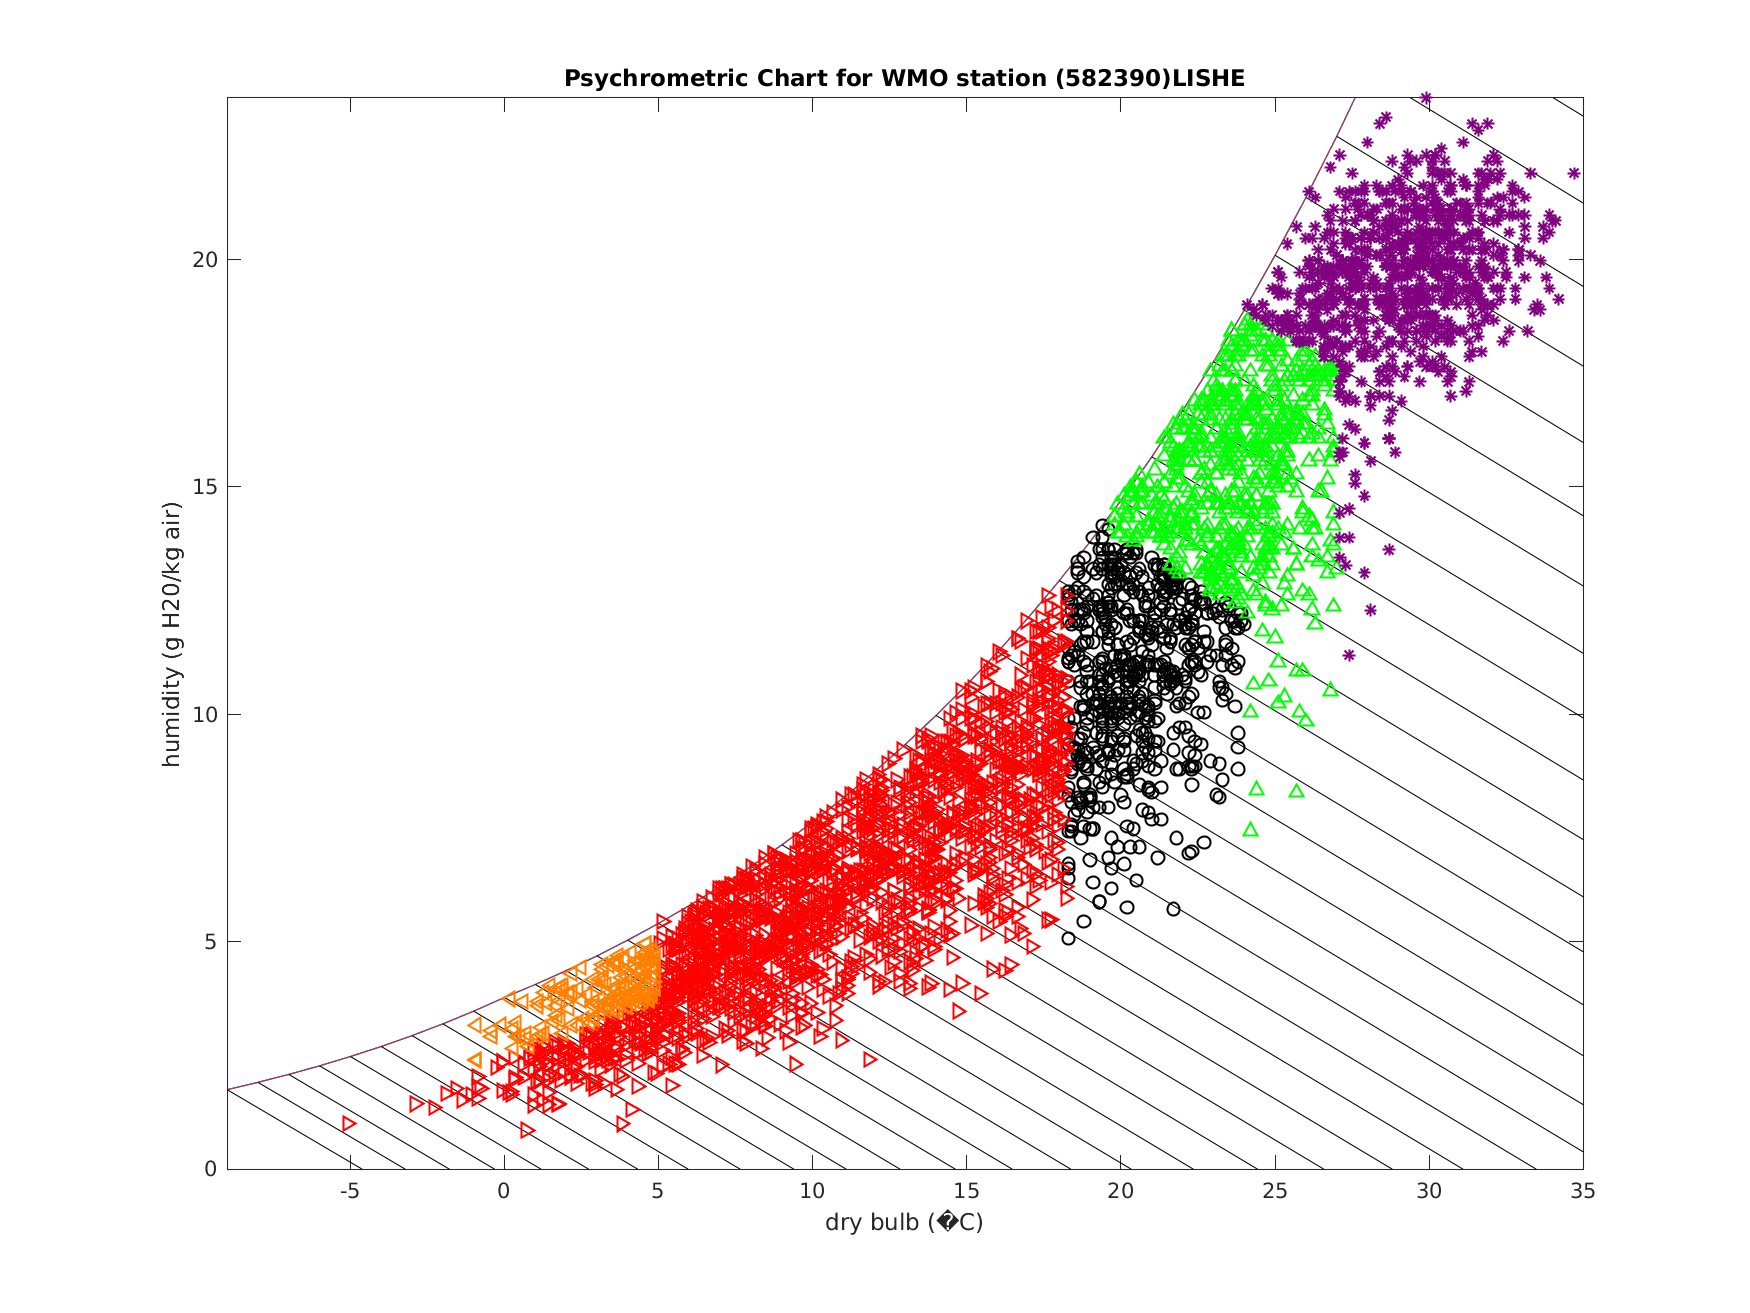 Psychrometric Chart for WMO station (582390)LISHE
20
15
10
5
0
humidity (g H20/kg air)
-5 0 5 10 15 20 25 30 35
dry bulb (�C)